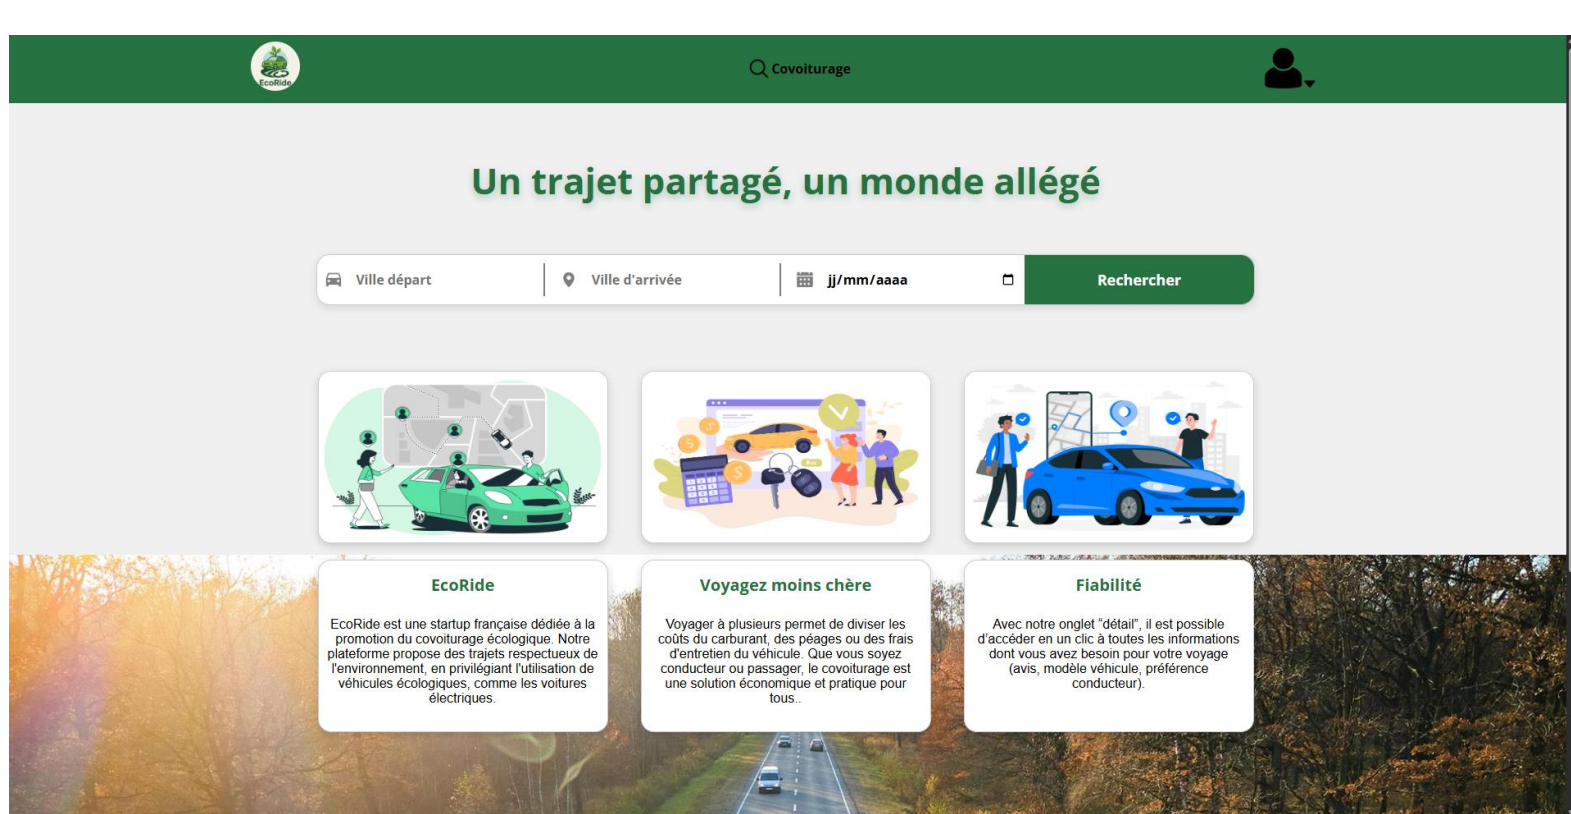 EcoRide
Covoiturage
Un trajet partagé, un monde allégé
Ville départ
Ville d'arrivée
jj/mm/aaaa
Rechercher
EcoRide
EcoRide est une startup française dédiée à la
promotion du covoiturage écologique. Notre
plateforme propose des trajets respectueux de
l'environnement, en privilégiant l'utilisation de
véhicules écologiques, comme les voitures
électriques.
Voyagez moins chère
Voyager à plusieurs permet de diviser les
coûts du carburant, des péages ou des frais
d'entretien du véhicule. Que vous soyez
conducteur ou passager, le covoiturage est
une solution économique et pratique pour
tous..
Fiabilité
Avec notre onglet “détail”, il est possible
d’accéder en un clic à toutes les informations
dont vous avez besoin pour votre voyage
(avis, modèle véhicule, préférence
conducteur).